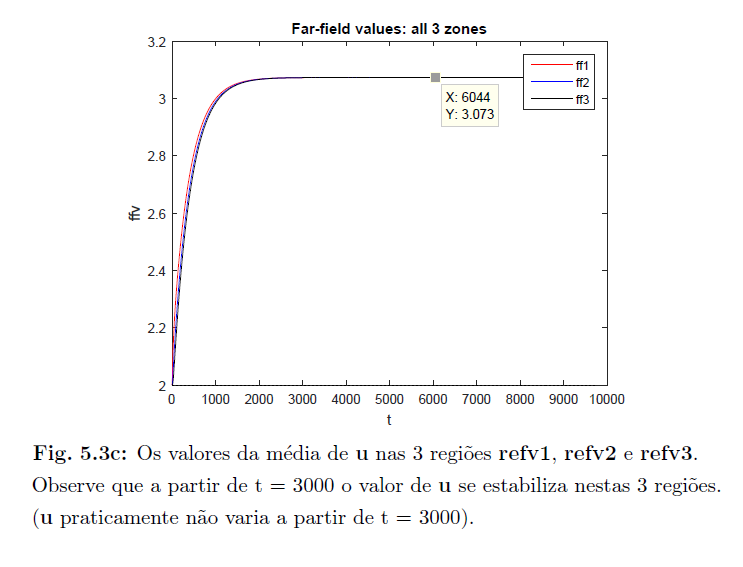 Far-field values: all 3 zones
3.2
3
2.8
2.6
2.4
2.2
2
ffv
ff1
ff2
ff3
X: 6044
Y: 3.073
0 1000 2000 3000 4000 5000 6000 7000 8000 9000 10000
t
Fig. 5.3c: Os valores da média de u nas 3 regiões refv1, refv2 e refv3.
Observe que a partir de t = 3000 o valor de u se estabiliza nestas 3 regiões.
(u praticamente não varia a partir de t = 3000).